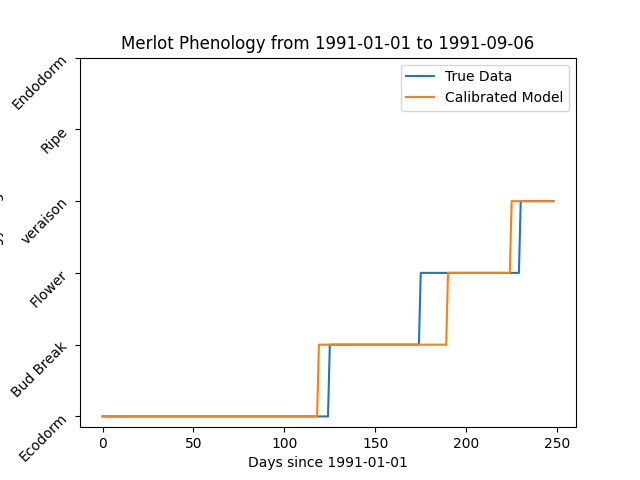 Merlot Phenology from 1991-01-01 to 1991-09-06
True Data
Calibrated Model
Endodorm
Ripe
veraison
Flower
Bud Break
Ecodorm
0 50 100 150 200 250
Days since 1991-01-01